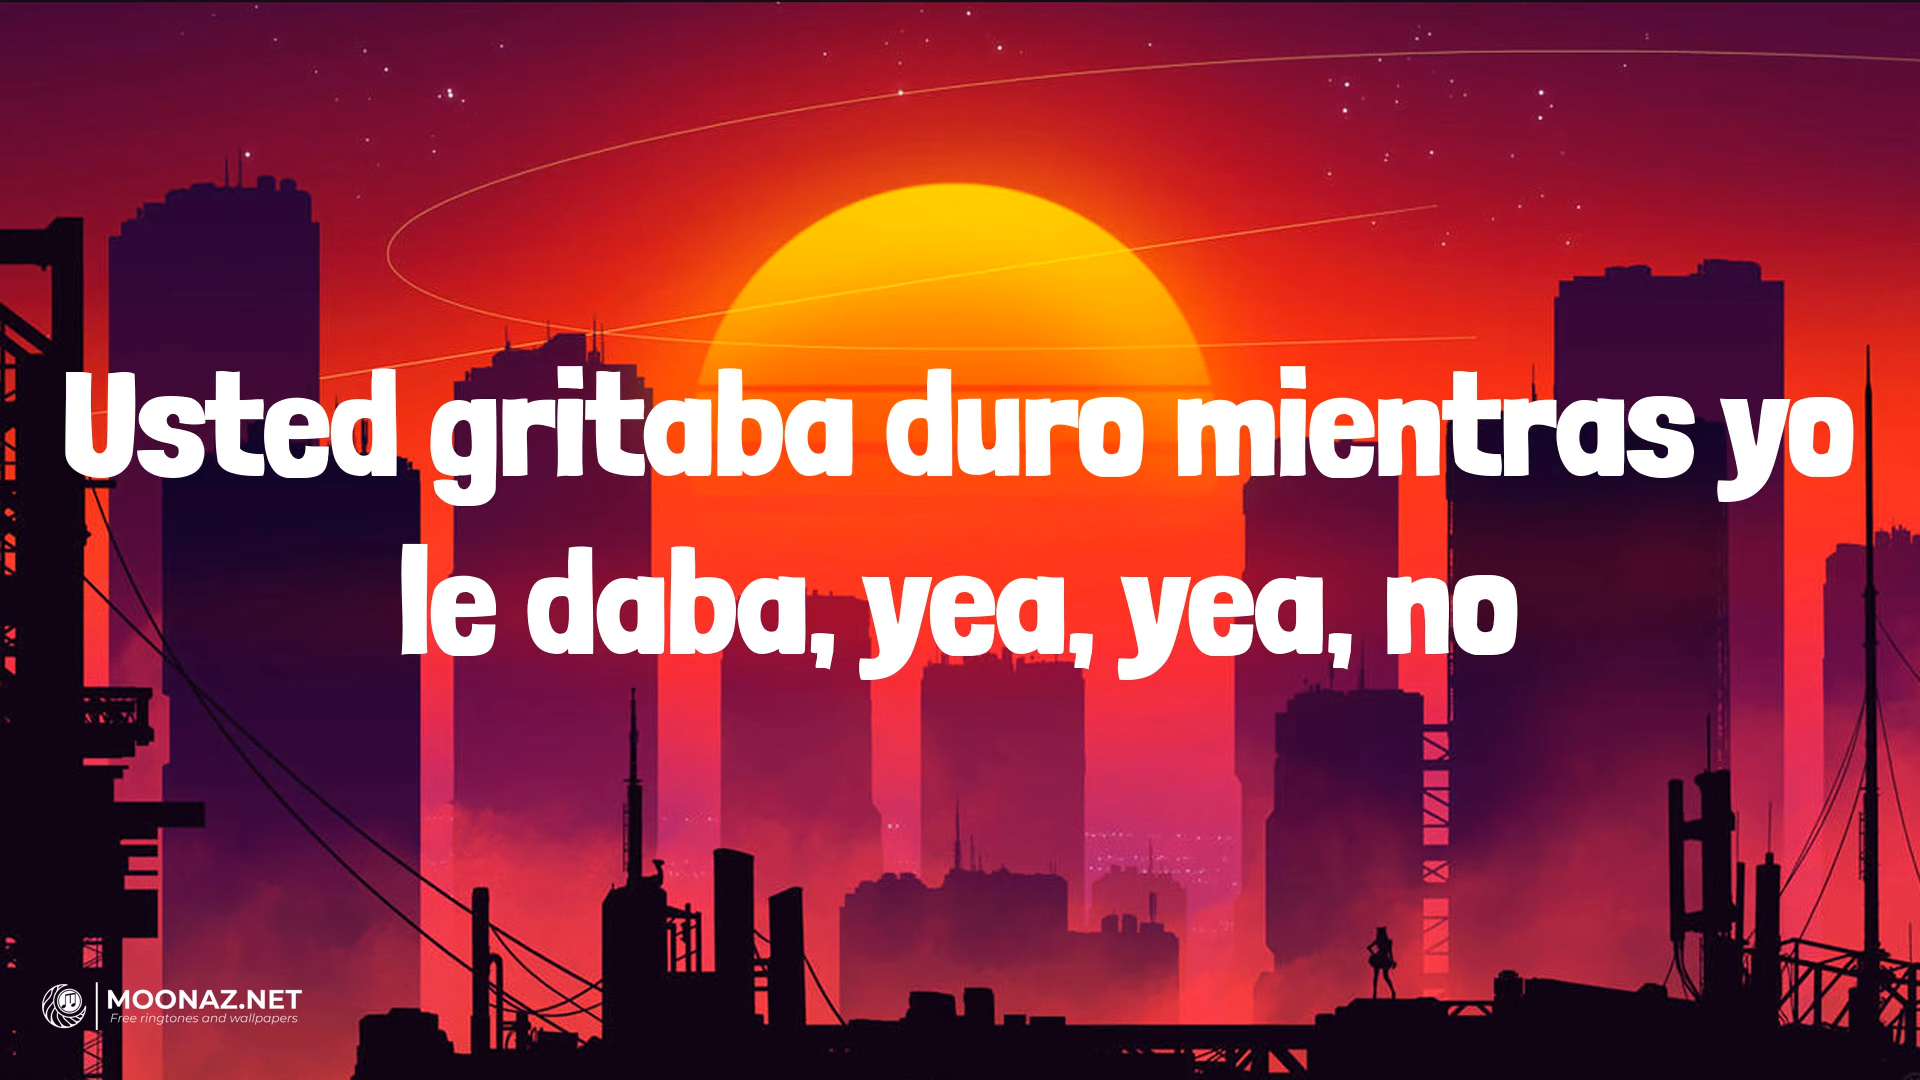 Usted gritaba duro mientras yo
le daba, yea, yea, no
MOONAZ.NET
Free ringtones and wallpapers